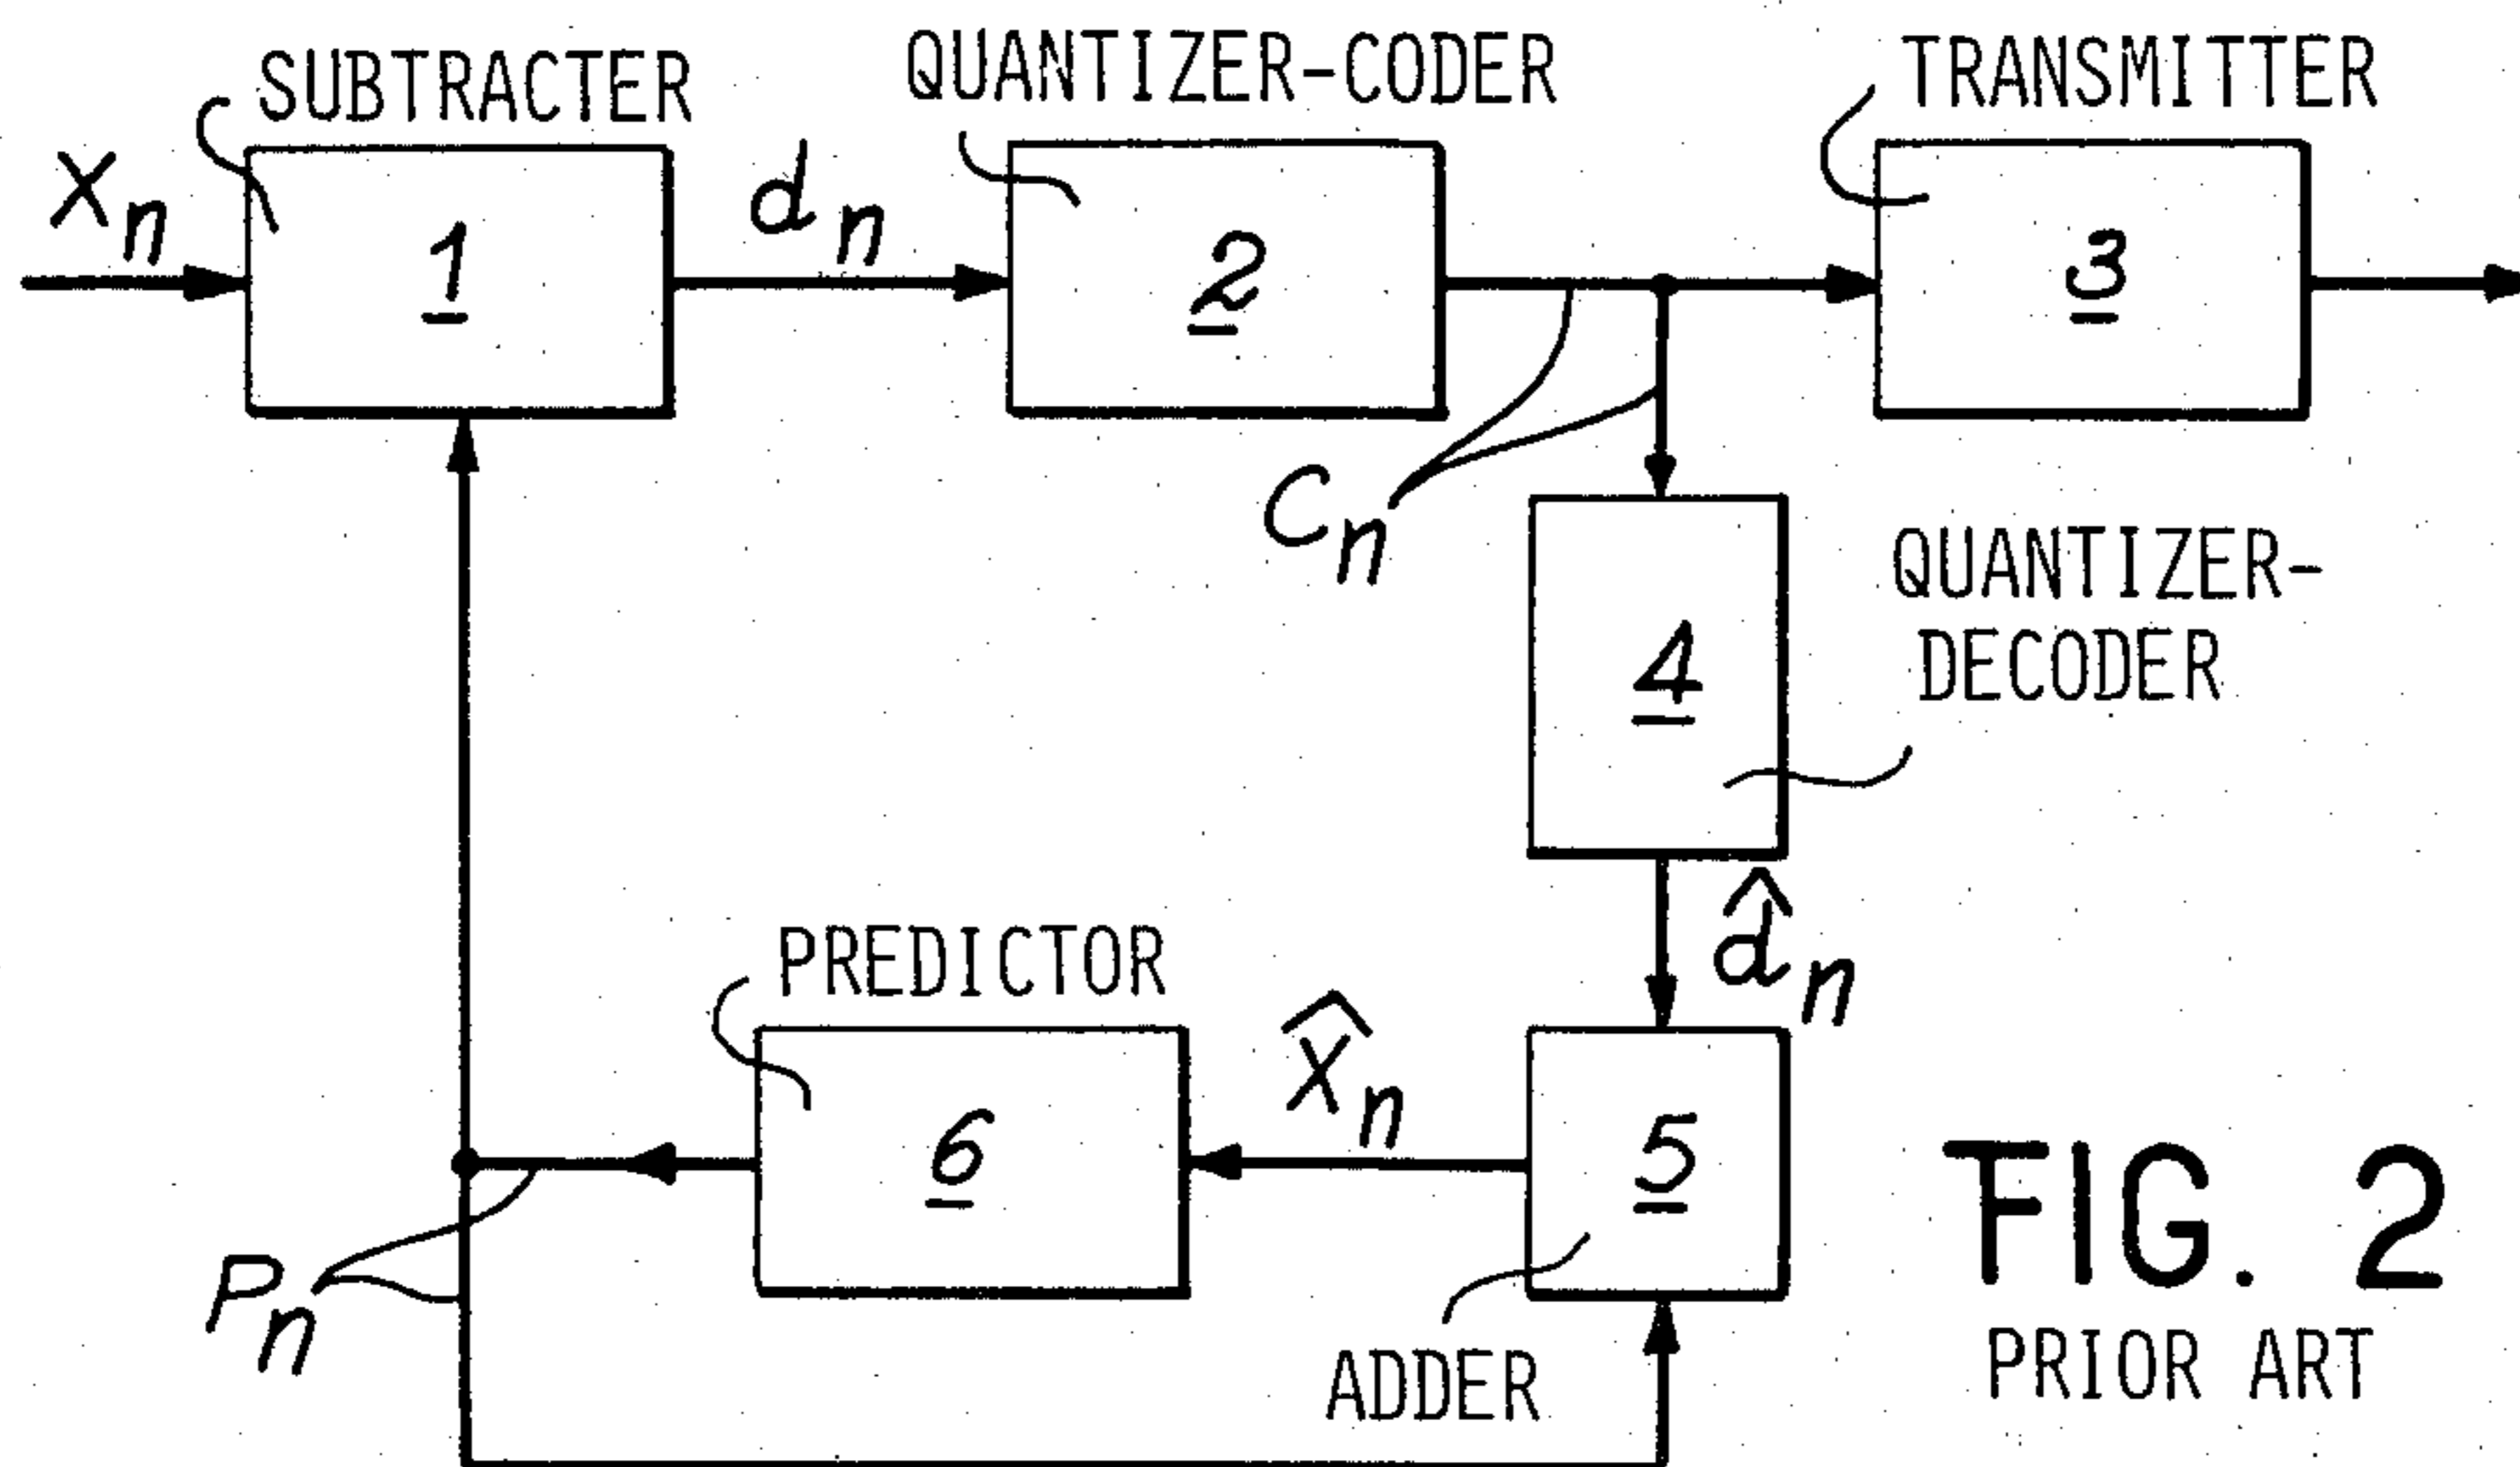 SUBTRACTER
QUANTIZER-CODER
TRANSMITTER
Xn
1
dn
2
3
Cn
QUANTIZER-
DECODER
4
d̂n
PREDICTOR
X̂n
6
5
Pn
ADDER
FIG. 2
PRIOR ART